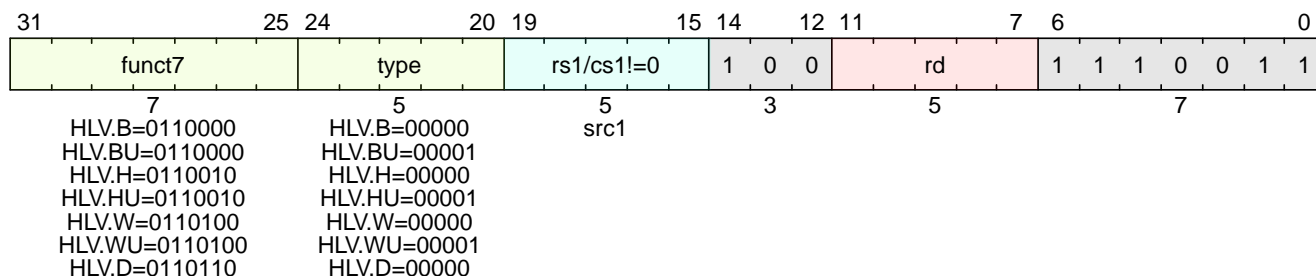 31 25 24 20 19 15 14 12 11 7 6 0
funct7 type rs1/cs1!=0 1 0 0 rd 1 1 1 0 0 1 1
7 5 5 3 5 7
HLV.B=0110000 HLV.B=00000 src1
HLV.BU=0110000 HLV.BU=00001
HLV.H=0110010 HLV.H=00000
HLV.HU=0110010 HLV.HU=00001
HLV.W=0110100 HLV.W=00000
HLV.WU=0110100 HLV.WU=00001
HLV.D=0110110 HLV.D=00000